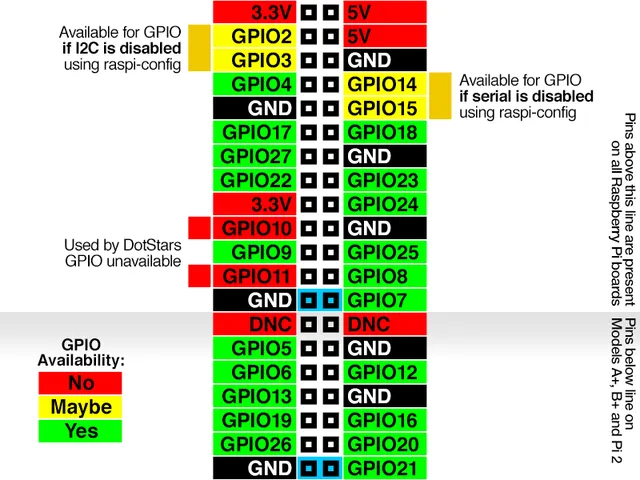 3.3V 5V
Available for GPIO
if I2C is disabled
using raspi-config
GPIO2 5V
GPIO3 GND
GPIO4 GPIO14
Available for GPIO
if serial is disabled
using raspi-config
GND GPIO15
GPIO17 GPIO18
GPIO27 GND
GPIO22 GPIO23
3.3V GPIO24
GPIO10 GND
Used by DotStars
GPIO unavailable
GPIO9 GPIO25
GPIO11 GPIO8
GND GPIO7
Pins above this line are present
on all Raspberry Pi boards
DNC DNC
GPIO5 GND
GPIO6 GPIO12
GPIO13 GND
GPIO19 GPIO16
GPIO26 GPIO20
GND GPIO21
Pins below line on
Models A+, B+ and Pi 2
GPIO
Availability:
No
Maybe
Yes